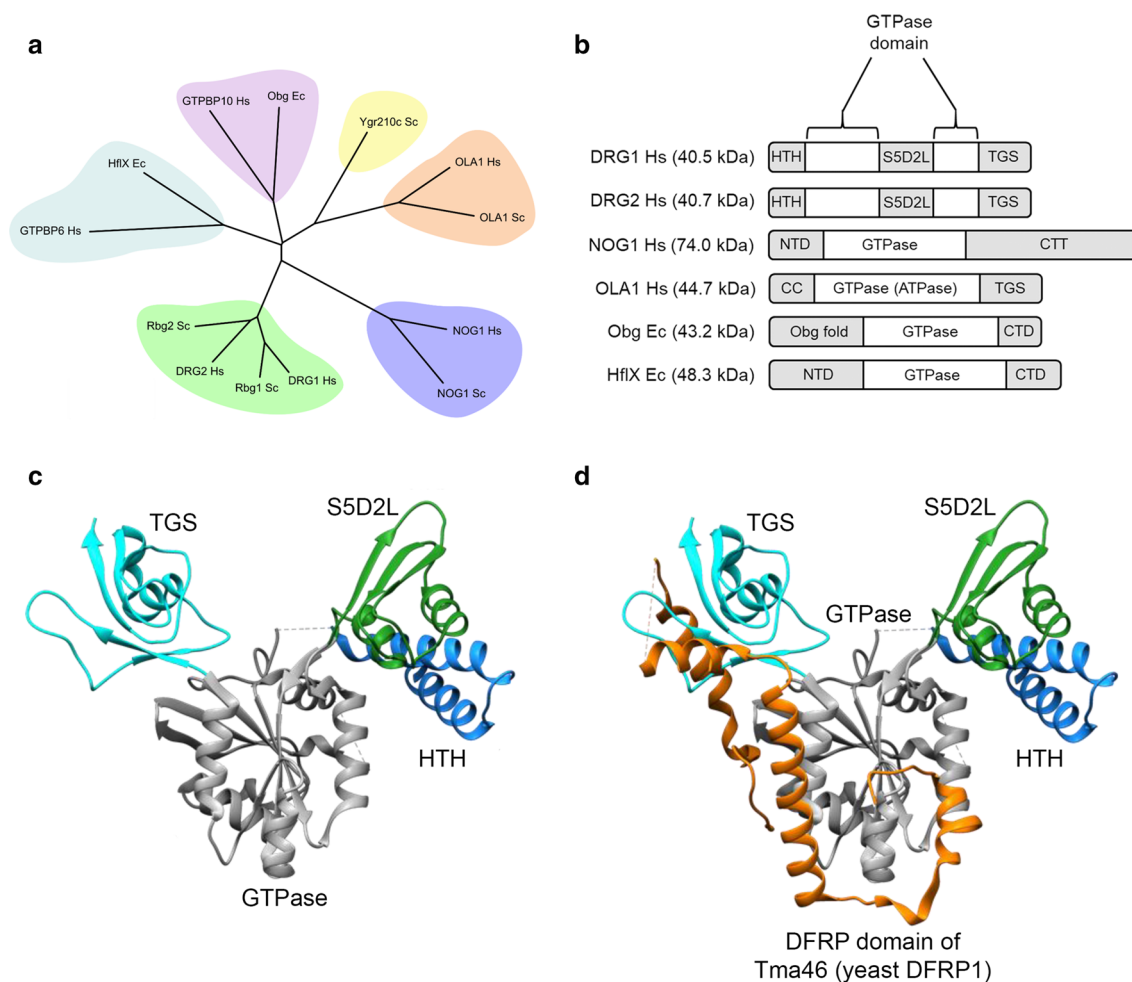 a
GTPBP10 Hs
Obg Ec
Ygr210c Sc
HflX Ec
OLA1 Hs
OLA1 Sc
GTPBP6 Hs
Rbg2 Sc
DRG2 Hs
Rbg1 Sc
DRG1 Hs
NOG1 Hs
NOG1 Sc
b
GTPase
domain
DRG1 Hs (40.5 kDa) HTH S5D2L TGS
DRG2 Hs (40.7 kDa) HTH S5D2L TGS
NOG1 Hs (74.0 kDa) NTD GTPase CTT
OLA1 Hs (44.7 kDa) CC GTPase (ATPase) TGS
Obg Ec (43.2 kDa) Obg fold GTPase CTD
HflX Ec (48.3 kDa) NTD GTPase CTD
c
TGS
S5D2L
HTH
GTPase
d
TGS
S5D2L
GTPase
HTH
DFRP domain of
Tma46 (yeast DFRP1)